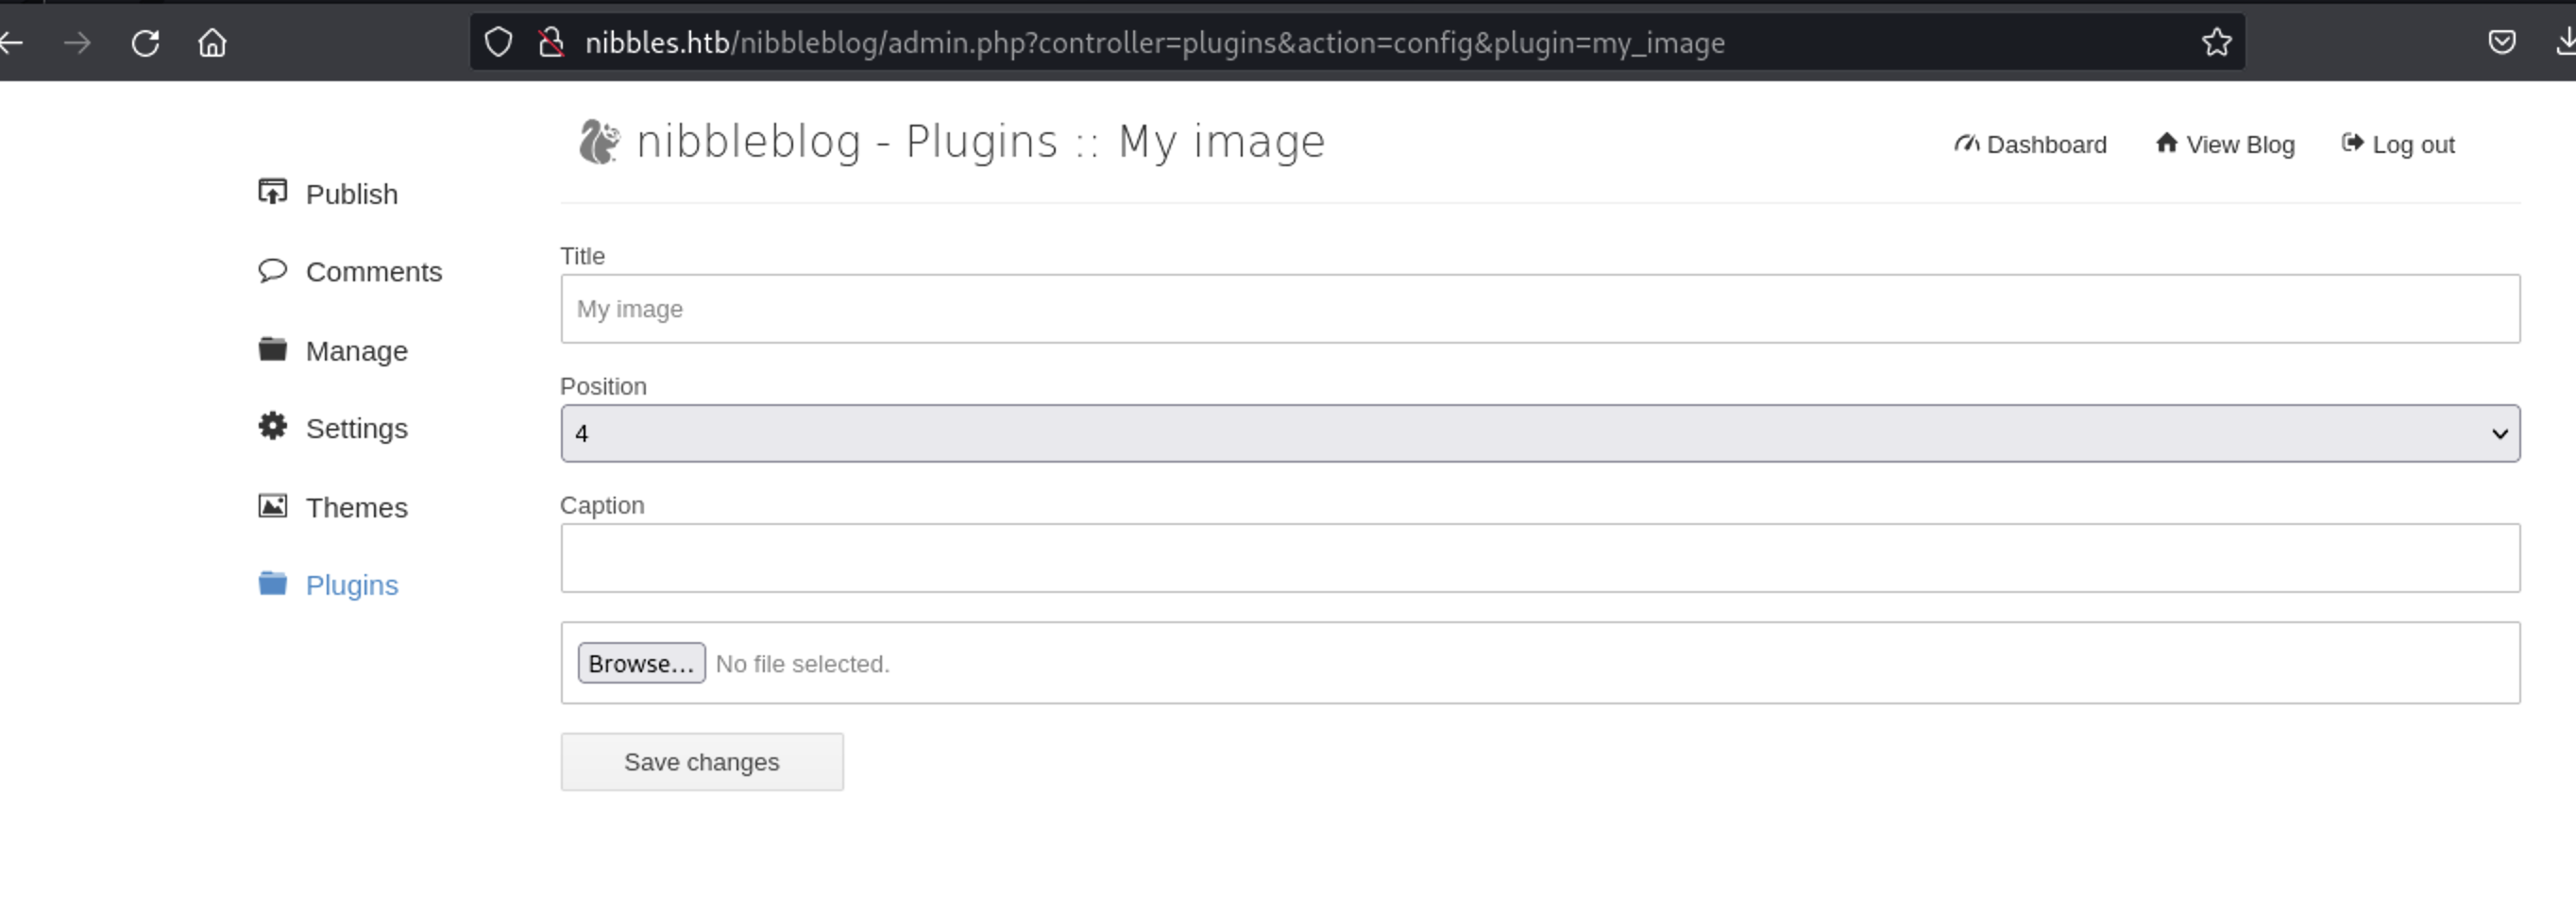 nibbles.htb/nibbleblog/admin.php?controller=plugins&action=config&plugin=my_image
nibbleblog - Plugins :: My image
Dashboard
View Blog
Log out
Publish
Comments
Manage
Settings
Themes
Plugins
Title
My image
Position
4
Caption
Browse... No file selected.
Save changes